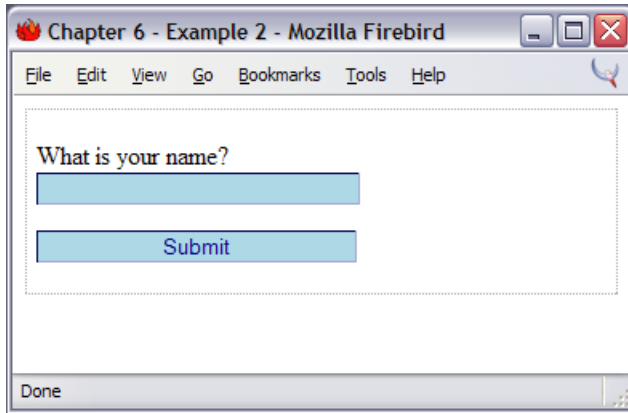 Chapter 6 - Example 2 - Mozilla Firebird
File Edit View Go Bookmarks Tools Help
What is your name?
Submit
Done